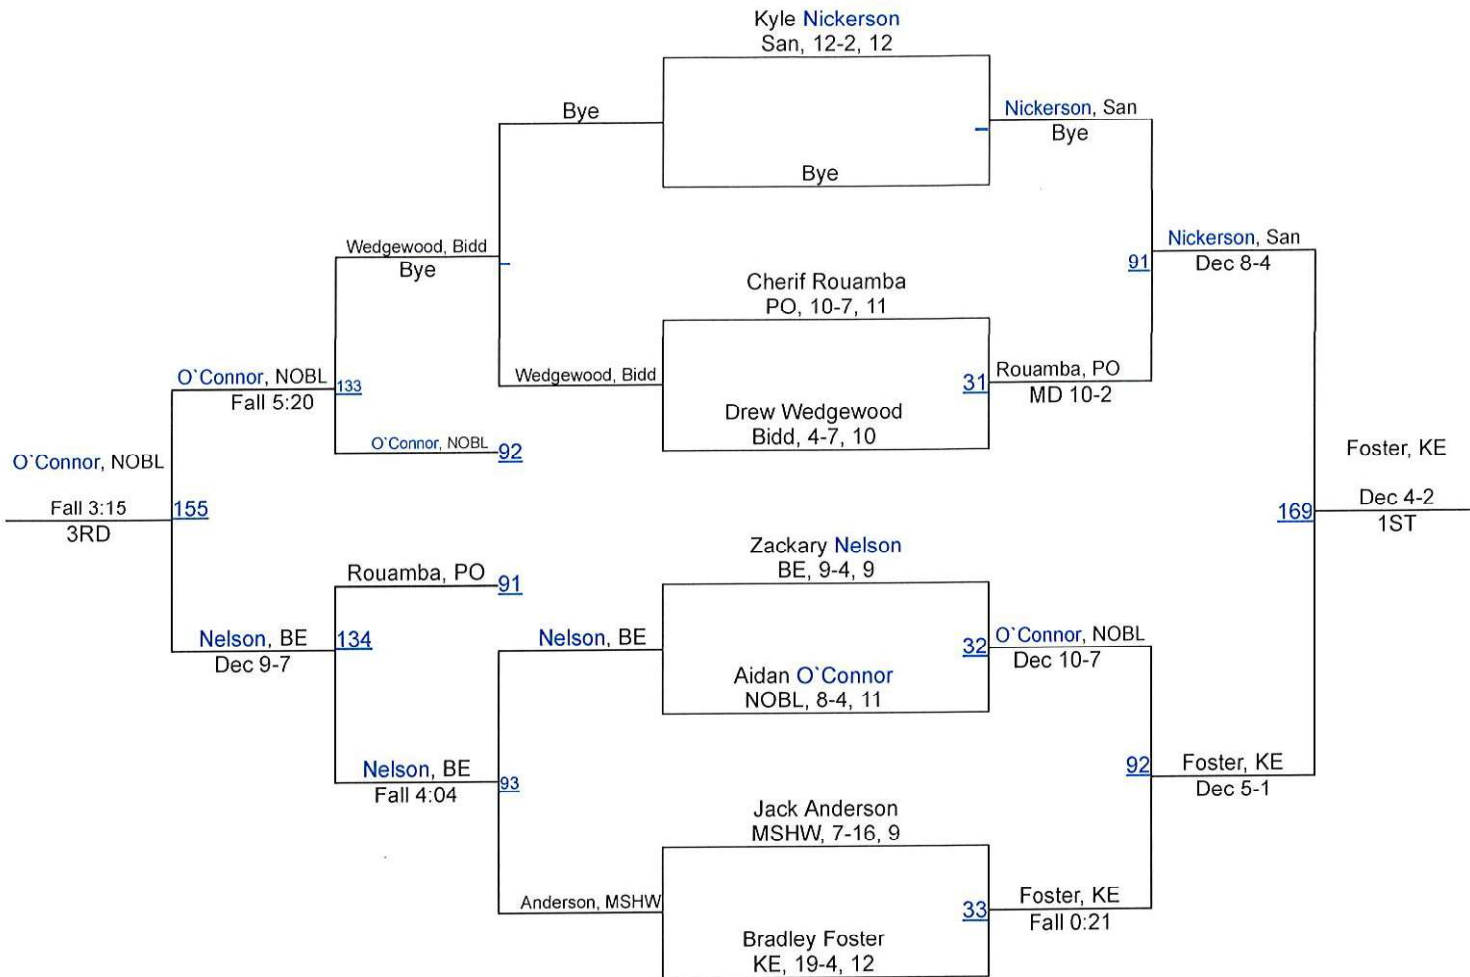 Kyle Nickerson
San, 12-2, 12
Bye
Nickerson, San
Bye
Bye
Wedgewood, Bidd
Bye
Nickerson, San
91
Dec 8-4
Cherif Rouamba
PO, 10-7, 11
O`Connor, NOBL
133
Fall 5:20
Wedgewood, Bidd
31
Rouamba, PO
MD 10-2
Drew Wedgewood
Bidd, 4-7, 10
O`Connor, NOBL
92
O`Connor, NOBL
Foster, KE
Fall 3:15
155
3RD
169
Dec 4-2
1ST
Zackary Nelson
BE, 9-4, 9
Rouamba, PO
91
Nelson, BE
134
Dec 9-7
Nelson, BE
32
O`Connor, NOBL
Dec 10-7
Aidan O`Connor
NOBL, 8-4, 11
Nelson, BE
93
Fall 4:04
92
Foster, KE
Dec 5-1
Jack Anderson
MSHW, 7-16, 9
Anderson, MSHW
33
Foster, KE
Fall 0:21
Bradley Foster
KE, 19-4, 12